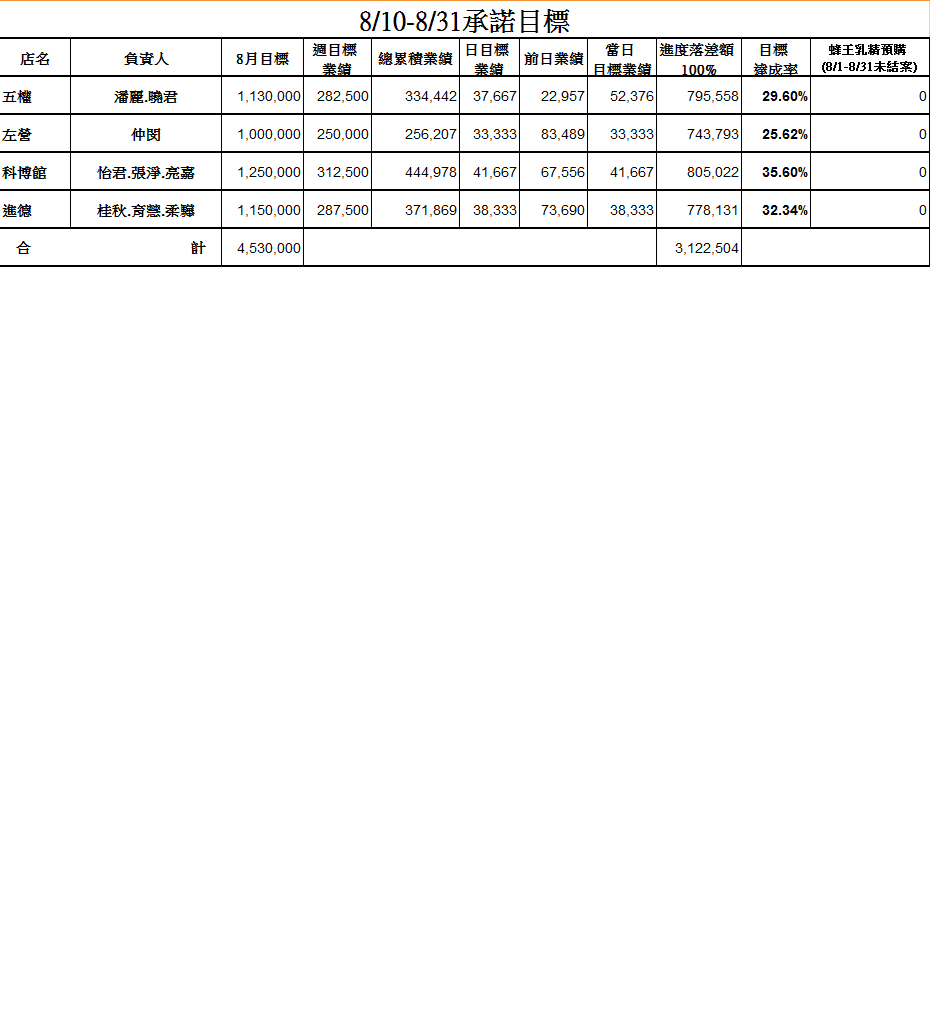 8/10-8/31承諾目標
店名 負責人 8月目標 週目標業績 總累積業績 日目標業績 前日業績 當日目標業績 進度落差額100% 目標達成率 蜂王乳精預購(8/1-8/31未結案)
五權 潘麗.曉君 1,130,000 282,500 334,442 37,667 22,957 52,376 795,558 29.60% 0
左營 仲閔 1,000,000 250,000 256,207 33,333 83,489 33,333 743,793 25.62% 0
科博館 怡君.張淨.亮嘉 1,250,000 312,500 444,978 41,667 67,556 41,667 805,022 35.60% 0
進德 桂秋.育慧.柔驊 1,150,000 287,500 371,869 38,333 73,690 38,333 778,131 32.34% 0
合 計 4,530,000 3,122,504